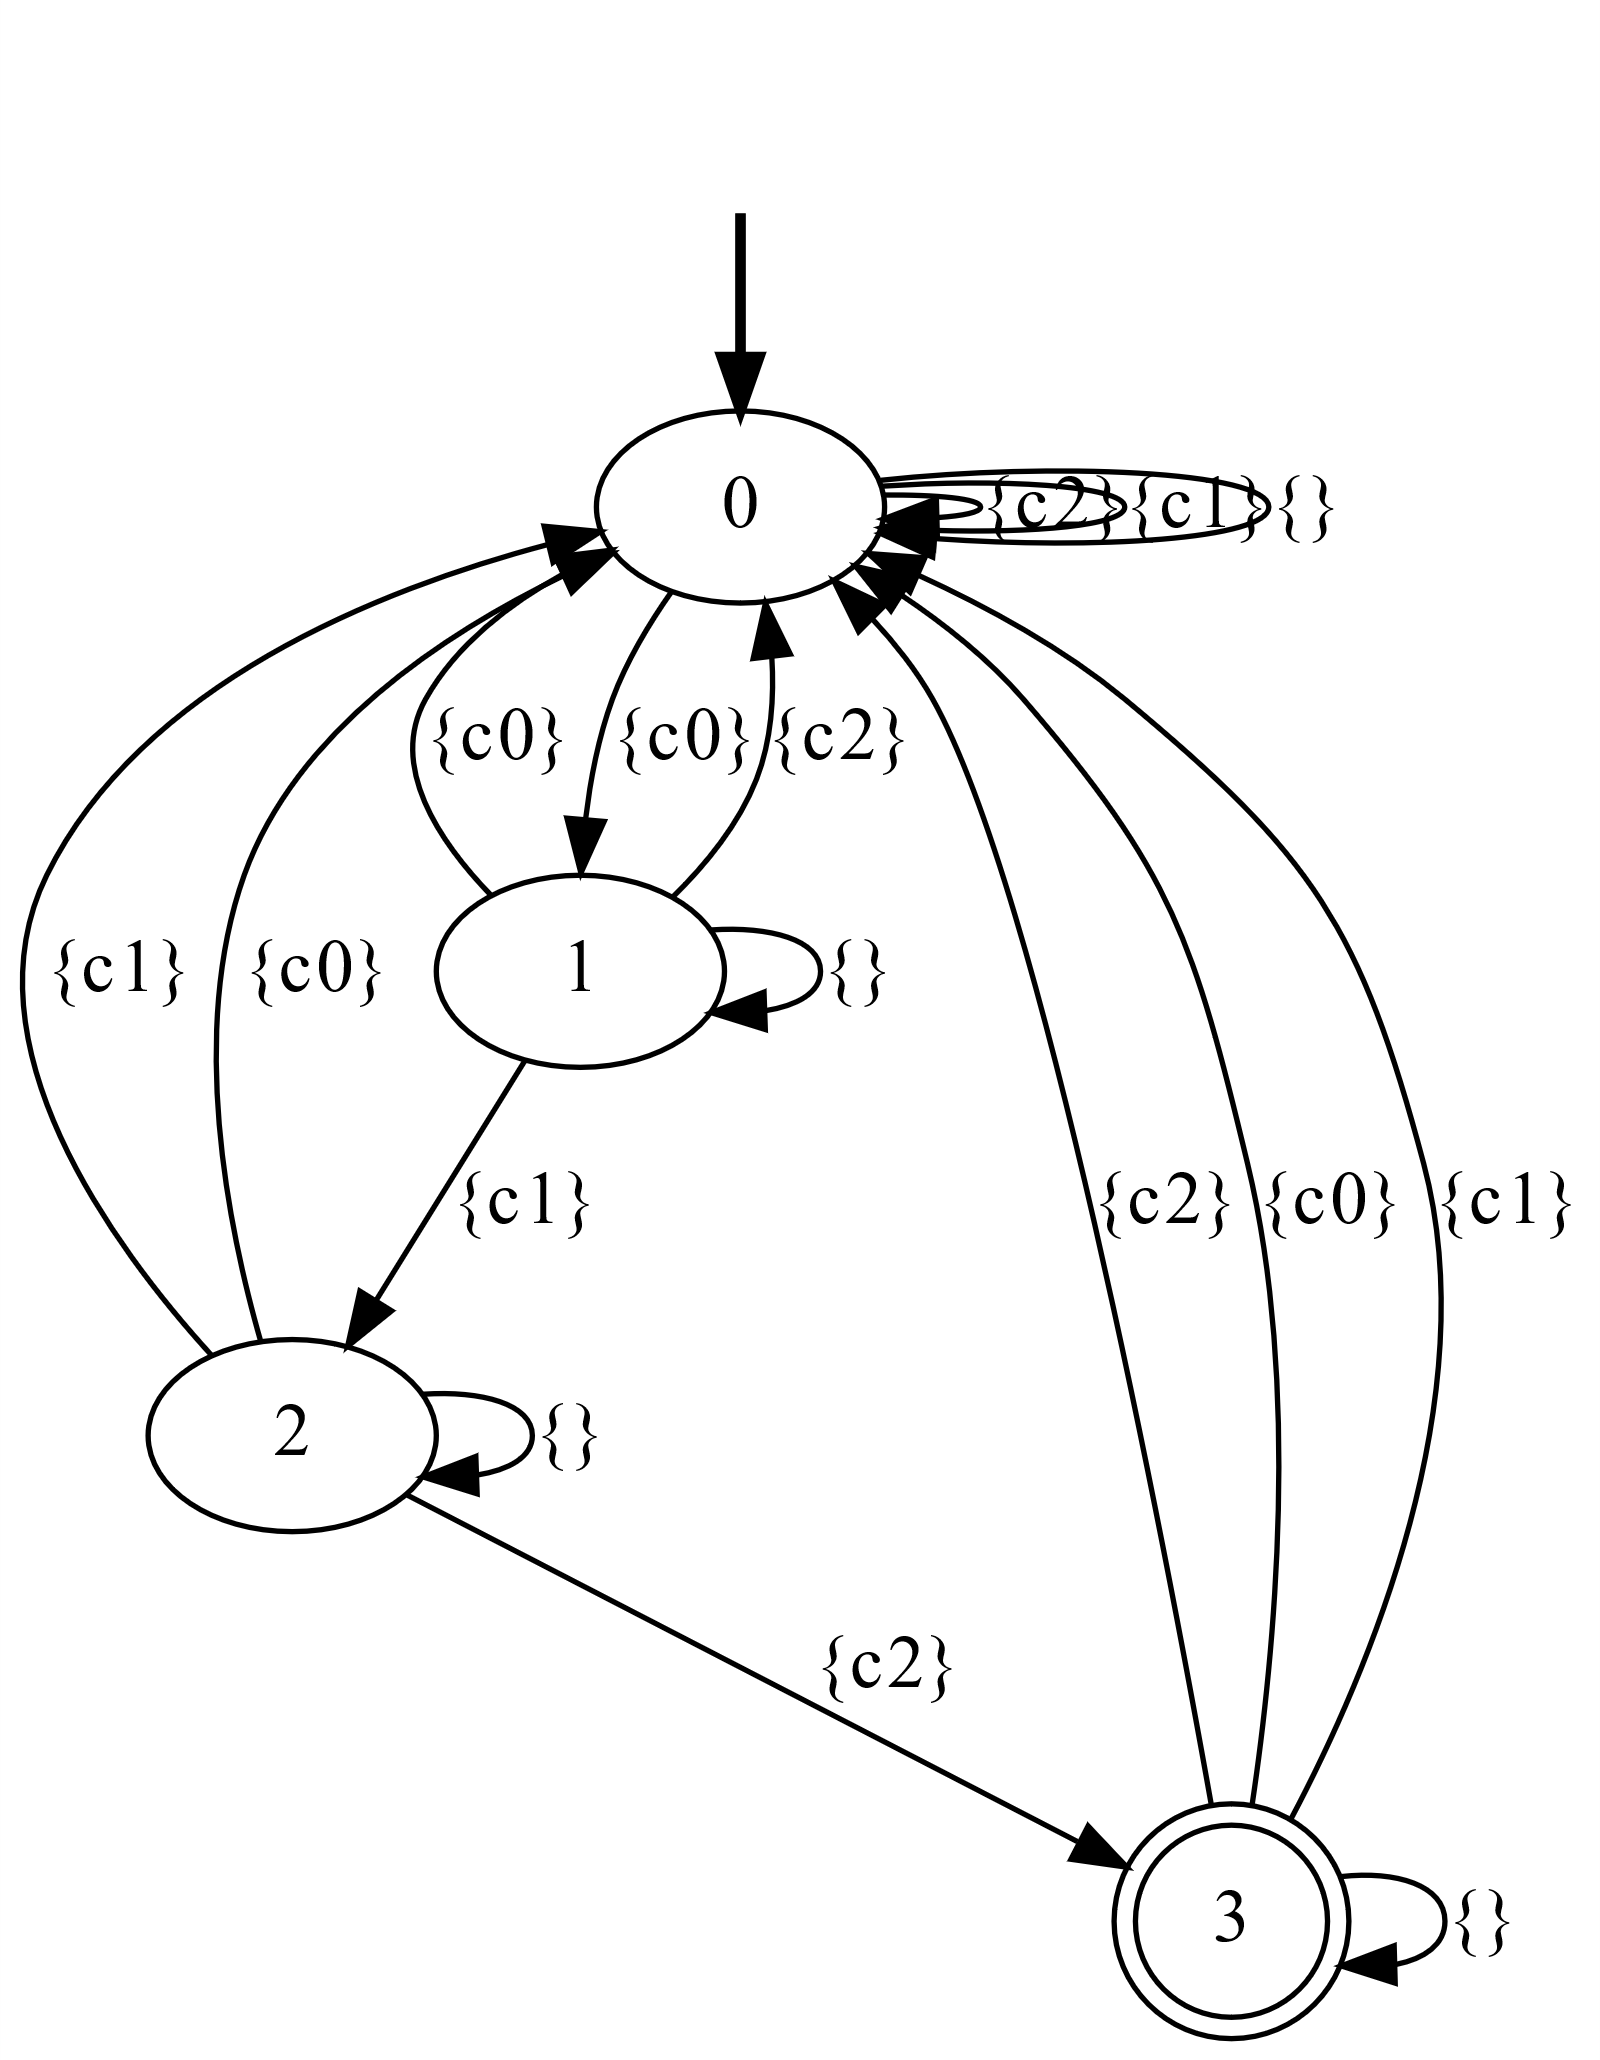 0 {c2} {c1} {}
{c0} {c0} {c2}
{c1} {c0} 1 {}
{c1} {c2} {c0} {c1}
2 {}
{c2}
3 {}